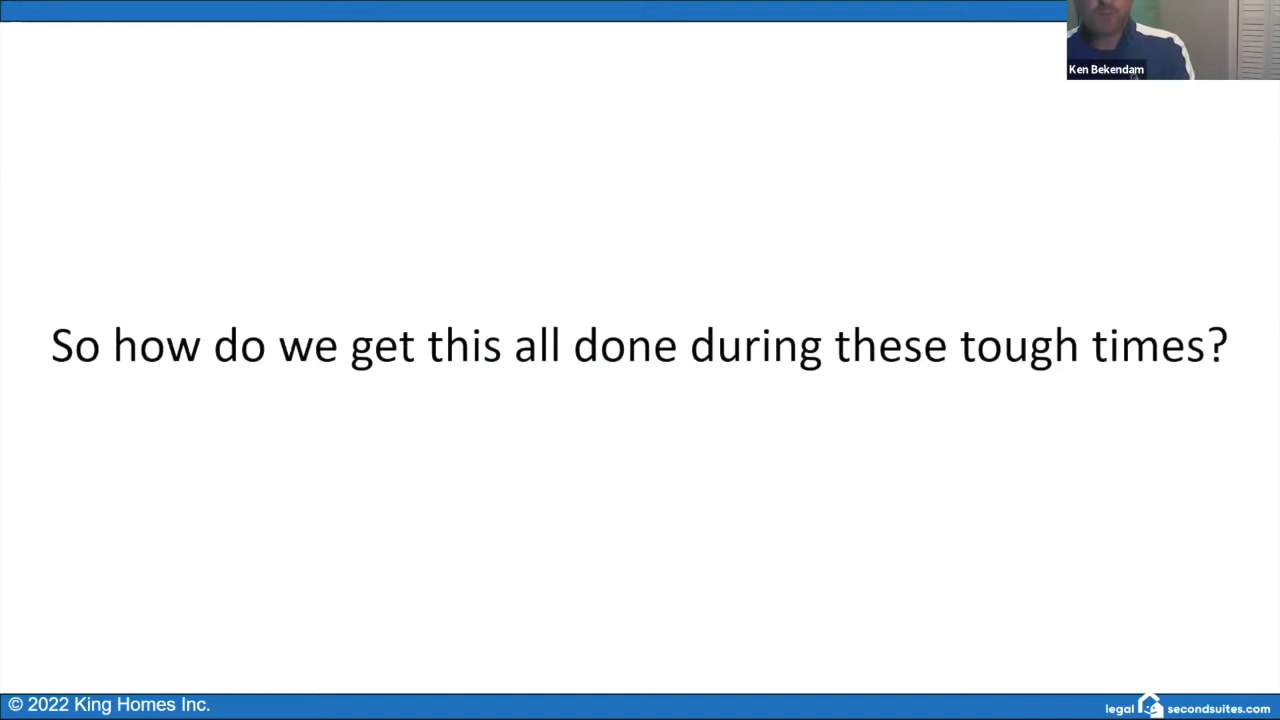 Ken Bekendam
So how do we get this all done during these tough times?
© 2022 King Homes Inc.
legal secondsuites.com